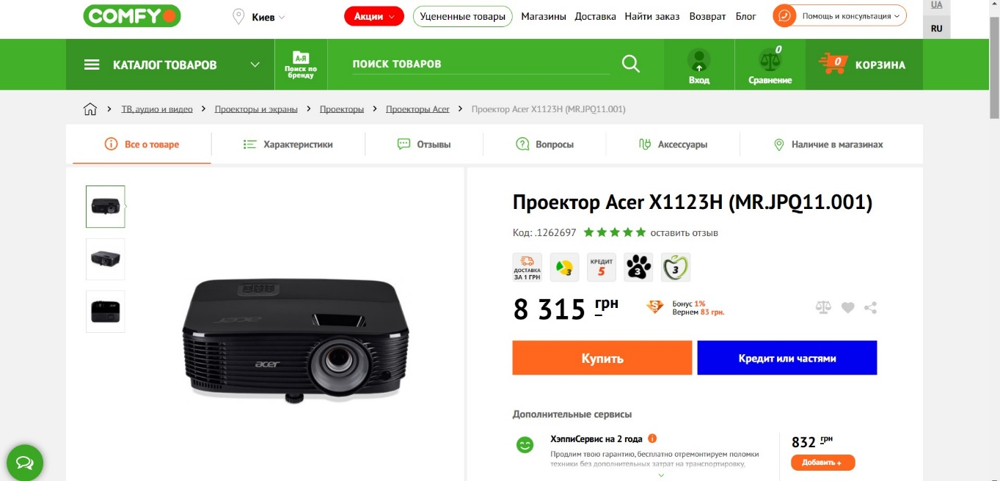 COMFY
Киев
Акции
Уцененные товары
Магазины
Доставка
Найти заказ
Возврат
Блог
Помощь и консультация
UA
RU
КАТАЛОГ ТОВАРОВ
А-Я
Поиск по
бренду
ПОИСК ТОВАРОВ
Вход
0
Сравнение
0
КОРЗИНА
ТВ, аудио и видео
Проекторы и экраны
Проекторы
Проекторы Acer
Проектор Acer X1123H (MR.JPQ11.001)
Все о товаре
Характеристики
Отзывы
Вопросы
Аксессуары
Наличие в магазинах
Проектор Acer X1123H (MR.JPQ11.001)
Код: .1262697
оставить отзыв
ДОСТАВКА
ЗА 1 ГРН
3
КРЕДИТ
5
3
3
8 315 грн
Бонус 1%
Вернем 83 грн.
acer
acer
Купить
Кредит или частями
Дополнительные сервисы
ХэппиСервис на 2 года
Продлим твою гарантию, бесплатно отремонтируем поломки
техники без дополнительных затрат на транспортировку,
832 грн
Добавить +